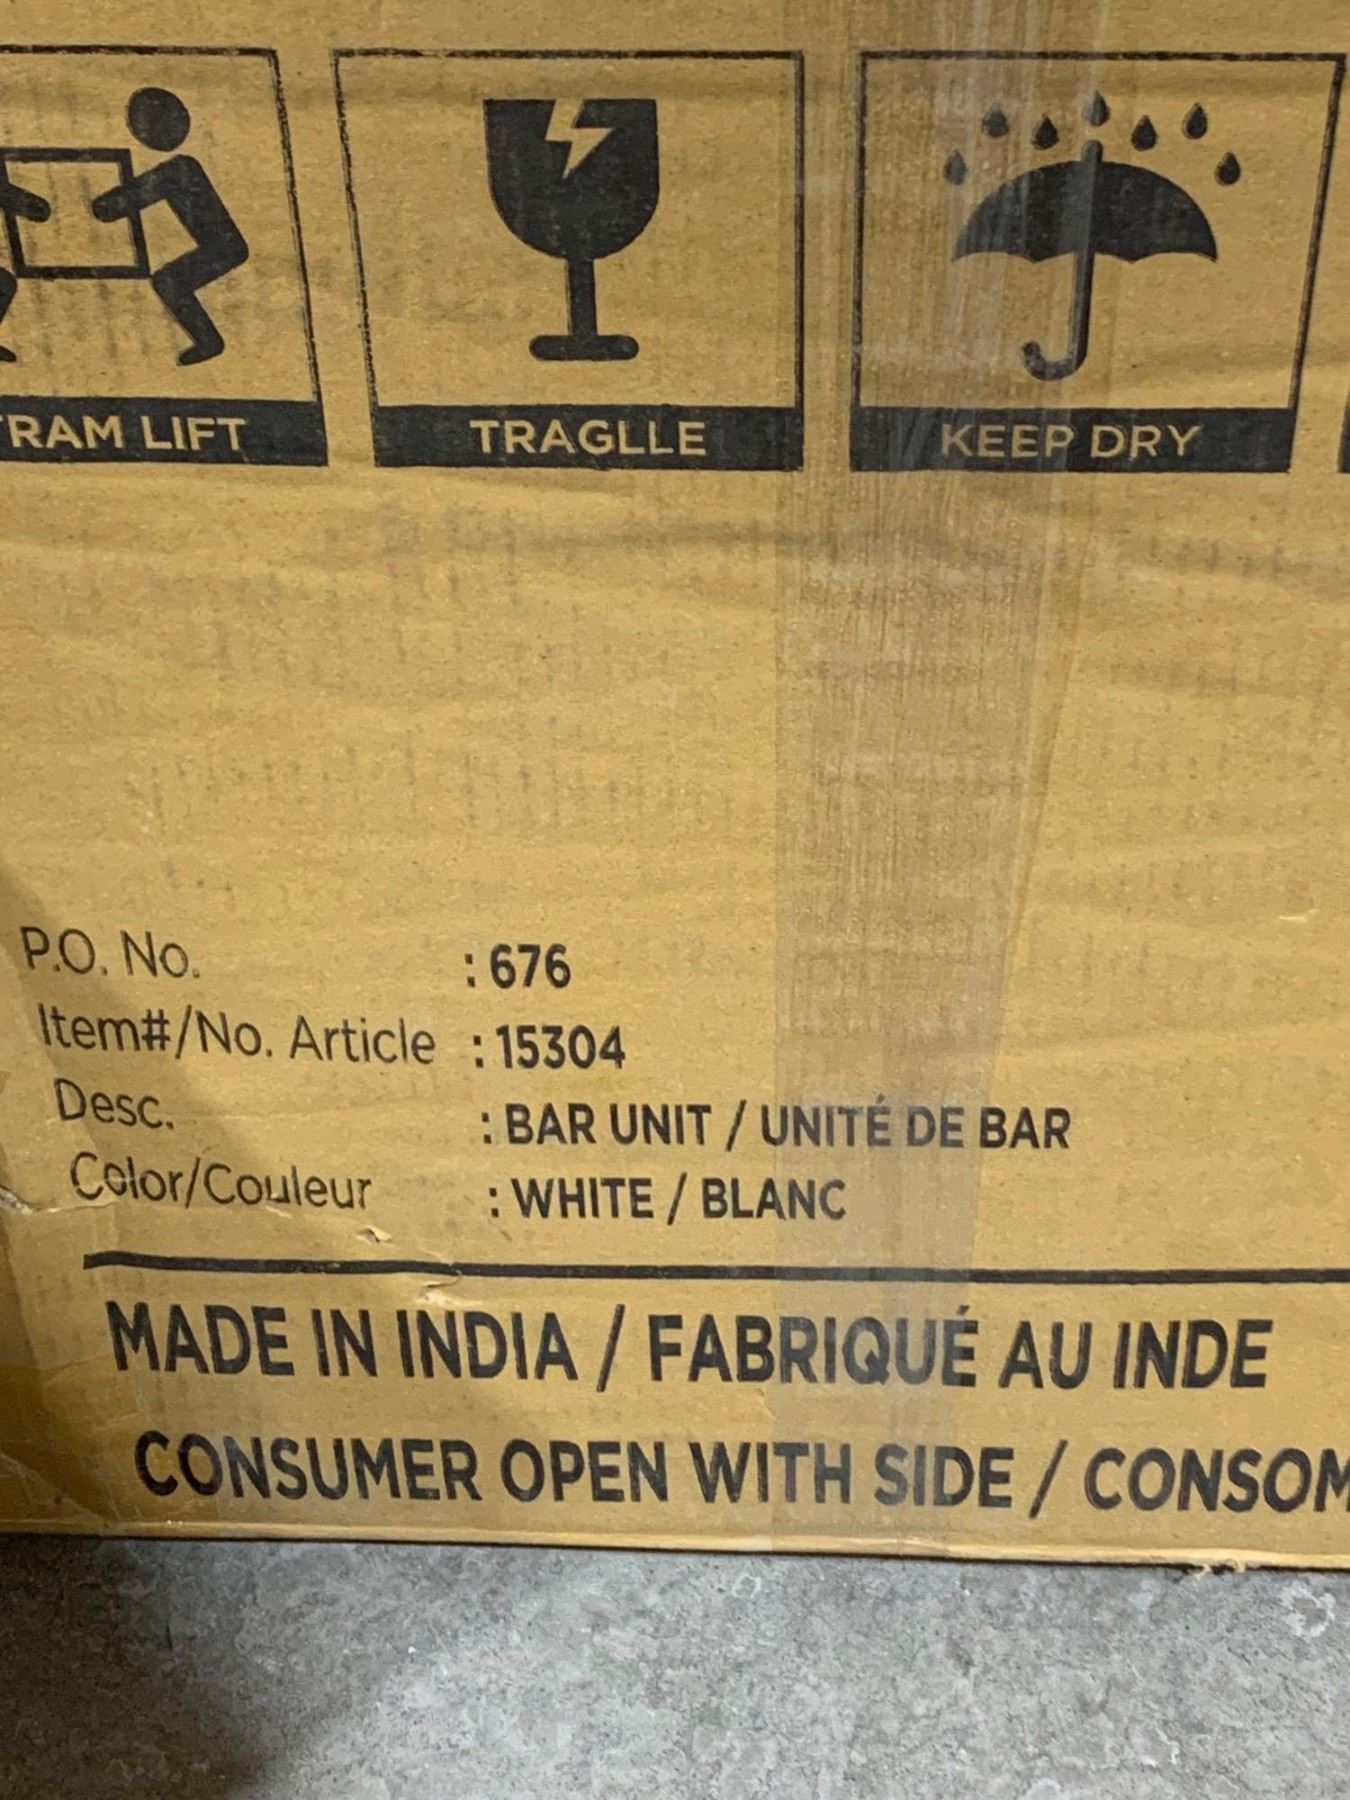 TRAM LIFT
TRAGLLE
KEEP DRY
P.O. No. : 676
Item#/No. Article : 15304
Desc. : BAR UNIT / UNITÉ DE BAR
Color/Couleur : WHITE / BLANC
MADE IN INDIA / FABRIQUÉ AU INDE
CONSUMER OPEN WITH SIDE / CONSOM